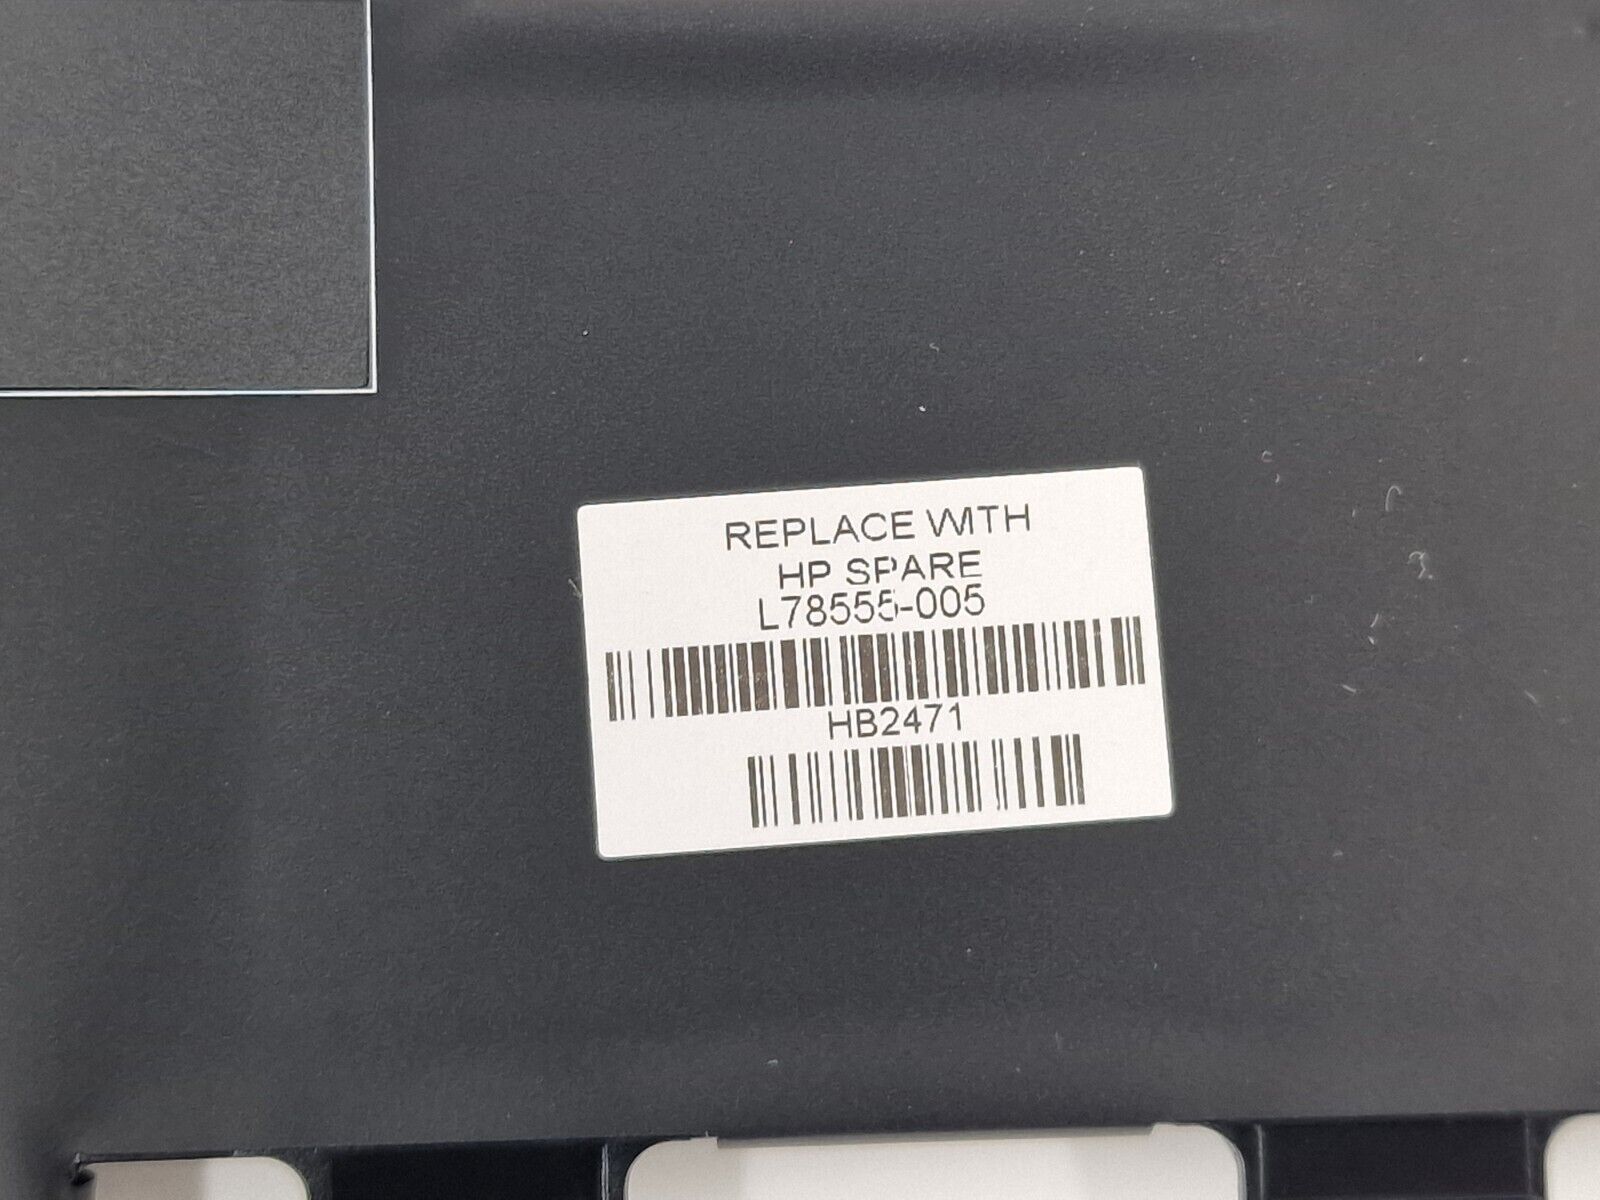 REPLACE WITH
HP SPARE
L78555-005
HB2471